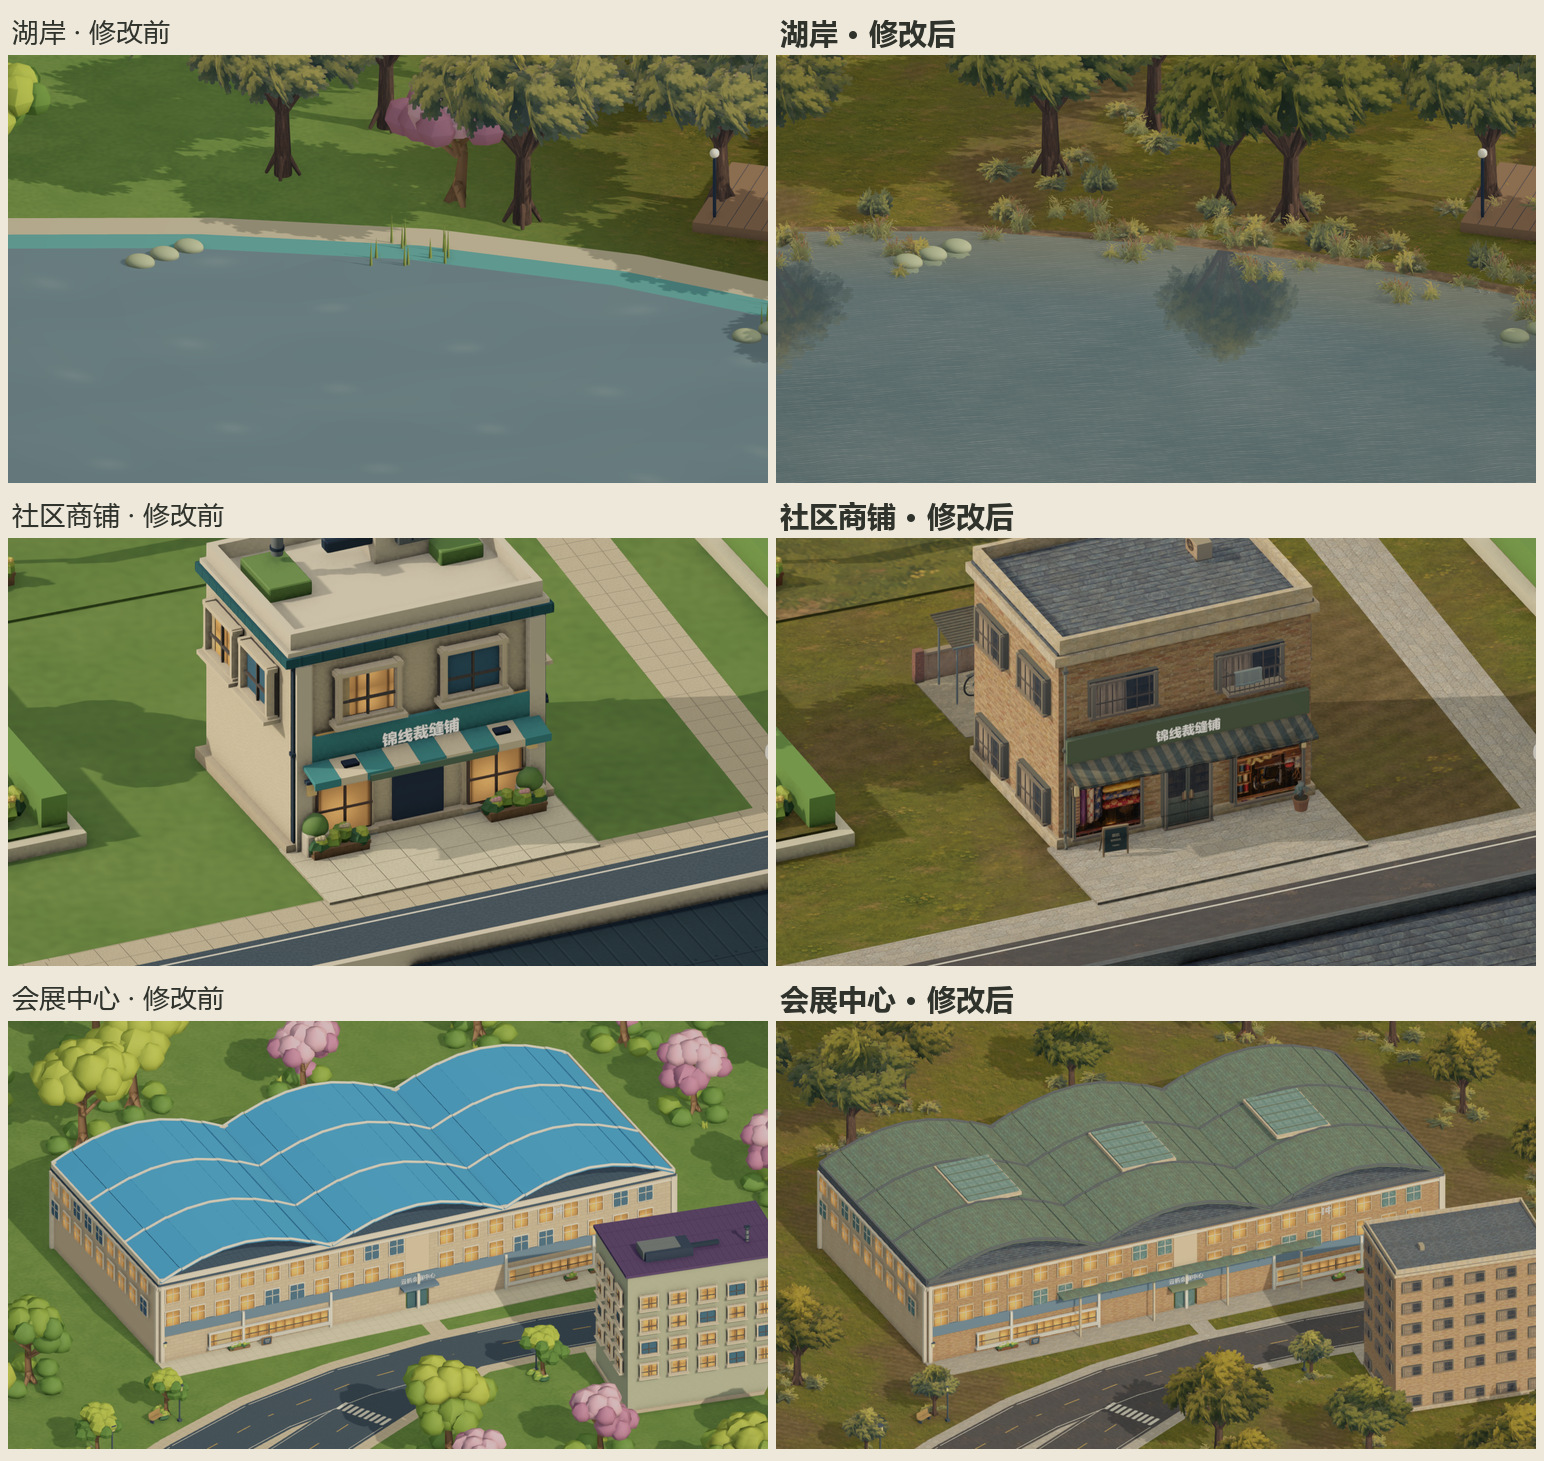 湖岸 · 修改前
湖岸 · 修改后
社区商铺 · 修改前
社区商铺 · 修改后
锦线裁缝铺
锦线裁缝铺
会展中心 · 修改前
会展中心 · 修改后